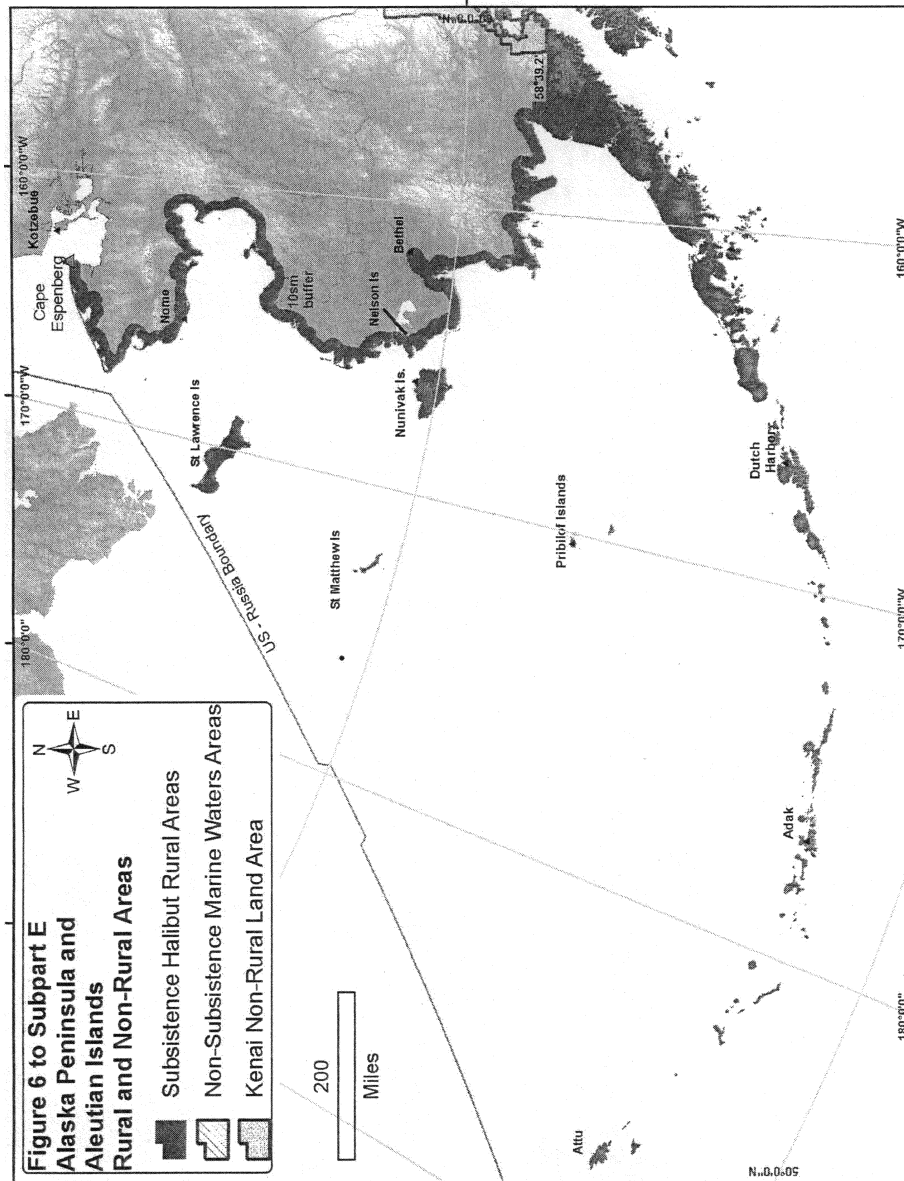 Figure 6 to Subpart E
Alaska Peninsula and
Aleutian Islands
Rural and Non-Rural Areas
Subsistence Halibut Rural Areas
Non-Subsistence Marine Waters Areas
Kenai Non-Rural Land Area
N
W
E
S
200
Miles
180°0'0"
170°0'0"W
160°0'0"W
Cape
Espenberg
Kotzebue
Nome
10sm
buffer
St Lawrence Is
US - Russia Boundary
St Matthew Is
Nelson Is
Bethel
Nunivak Is.
Pribilof Islands
58°39.2'
Dutch
Harbor
Adak
Attu
50°0'0"N
180°0'0"
170°0'0"W
160°0'0"W